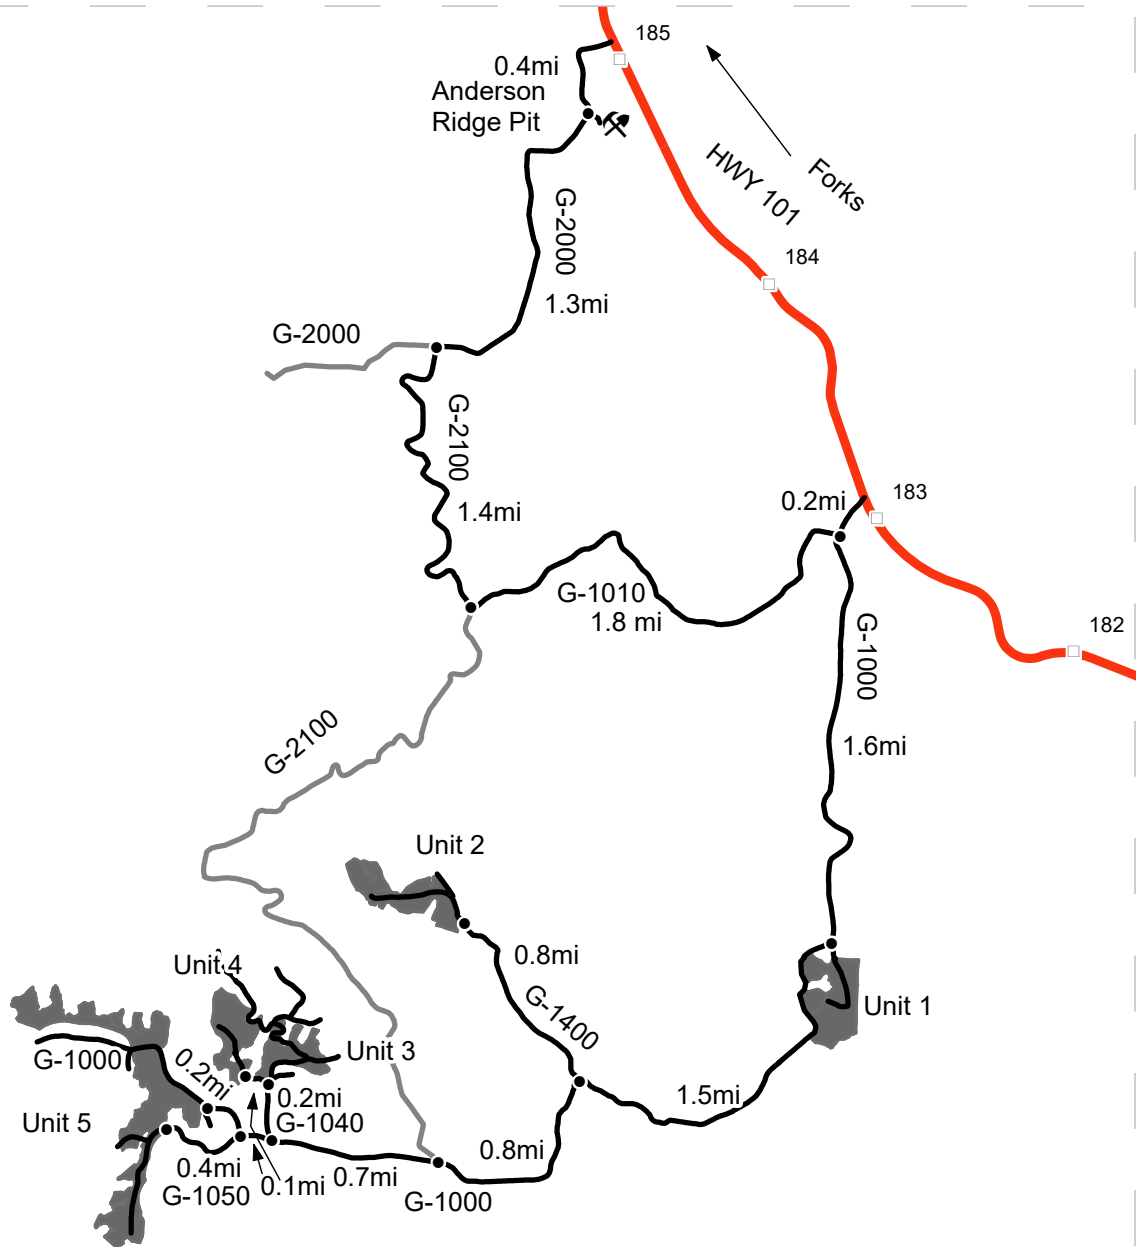 185
0.4mi
Anderson
Ridge Pit
HWY 101
Forks
G-2000
184
1.3mi
G-2000
G-2100
1.4mi
0.2mi
183
G-1010
1.8 mi
G-1000
182
G-2100
1.6mi
Unit 2
0.8mi
Unit 4
G-1400
Unit 1
G-1000
0.2mi
Unit 3
0.2mi
1.5mi
Unit 5
G-1040
0.8mi
0.4mi
0.1mi
0.7mi
G-1050
G-1000